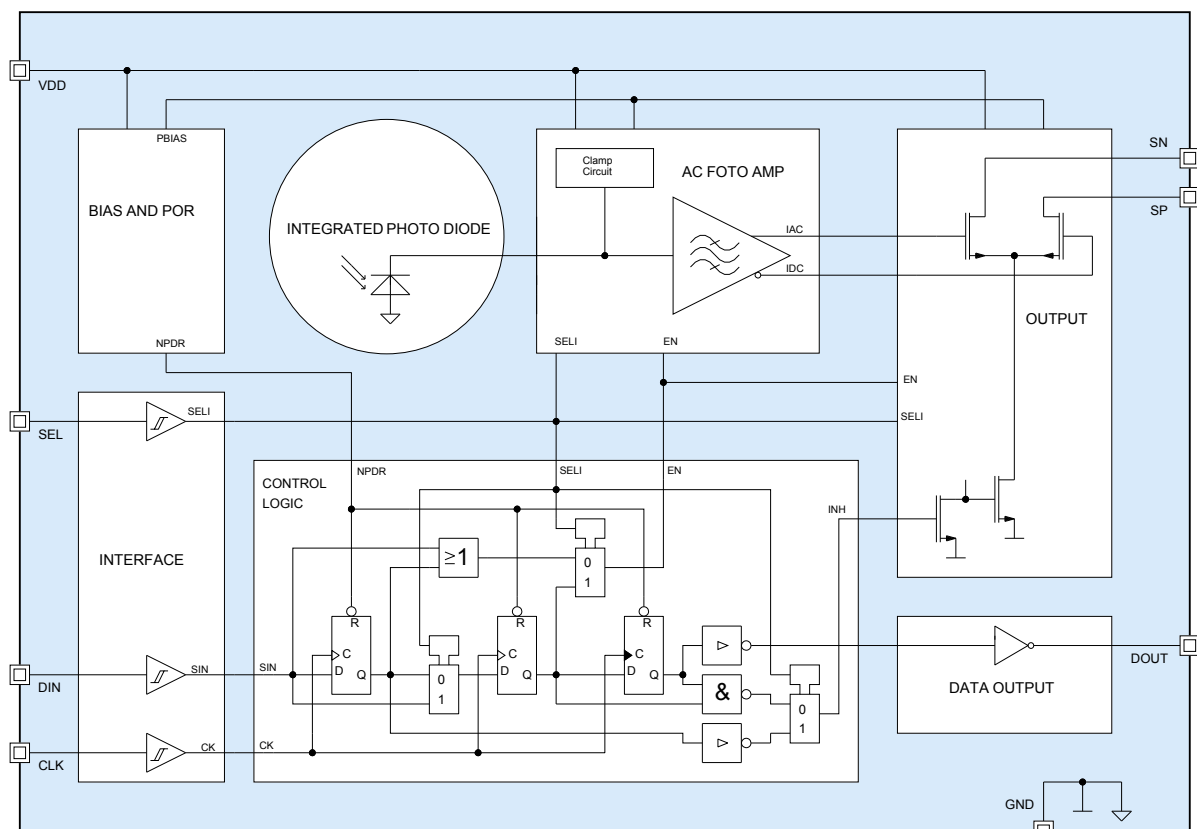 VDD
PBIAS
BIAS AND POR
NPDR
INTEGRATED PHOTO DIODE
Clamp
Circuit
AC FOTO AMP
IAC
IDC
SELI
EN
SN
SP
OUTPUT
EN
SELI
SEL
SELI
INTERFACE
DIN
SIN
CLK
CK
CONTROL
LOGIC
NPDR
SELI
EN
INH
≥1
0
1
R
C
D
Q
0
1
R
C
D
Q
R
C
D
Q
&
0
1
SIN
CK
DATA OUTPUT
DOUT
GND